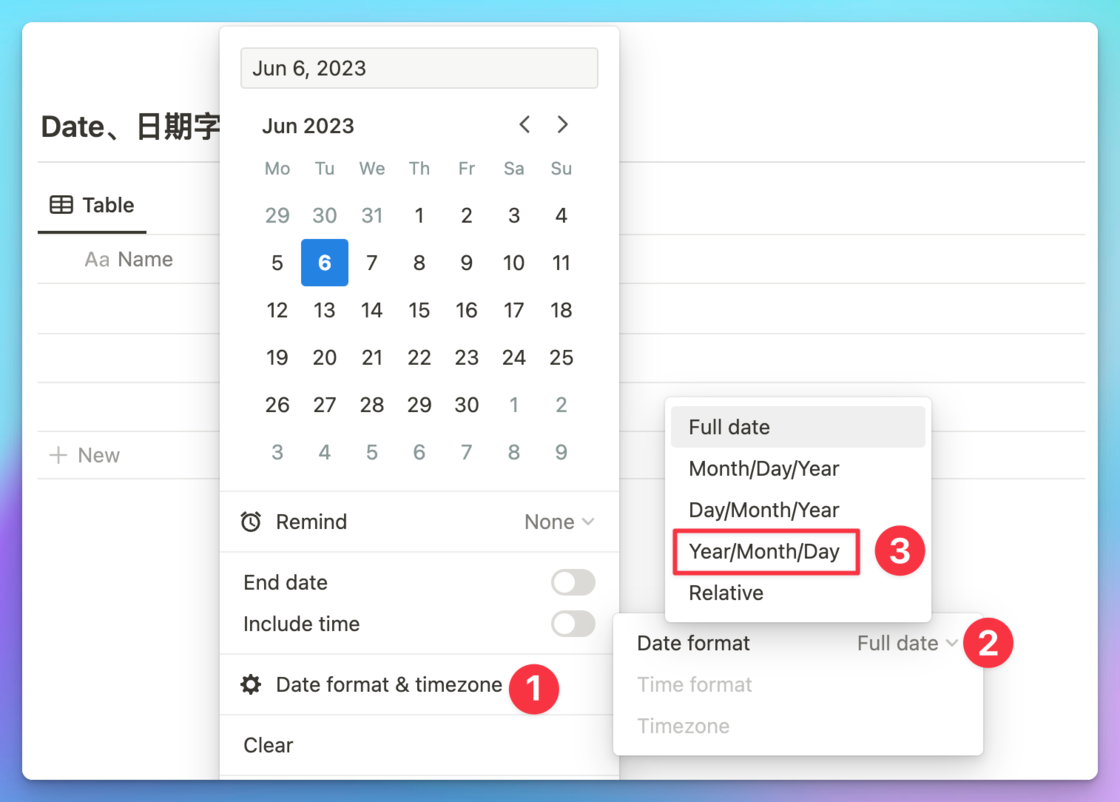 Jun 6, 2023
Jun 2023
Date、日期字
Mo Tu We Th Fr Sa Su
Table
29 30 31 1 2 3 4
Aa Name
5 6 7 8 9 10 11
12 13 14 15 16 17 18
19 20 21 22 23 24 25
26 27 28 29 30 1 2
+ New
3 4 5 6 7 8 9
Remind None
End date
Include time
Date format & timezone 1
Clear
Full date
Month/Day/Year
Day/Month/Year
Year/Month/Day 3
Relative
Date format Full date 2
Time format
Timezone